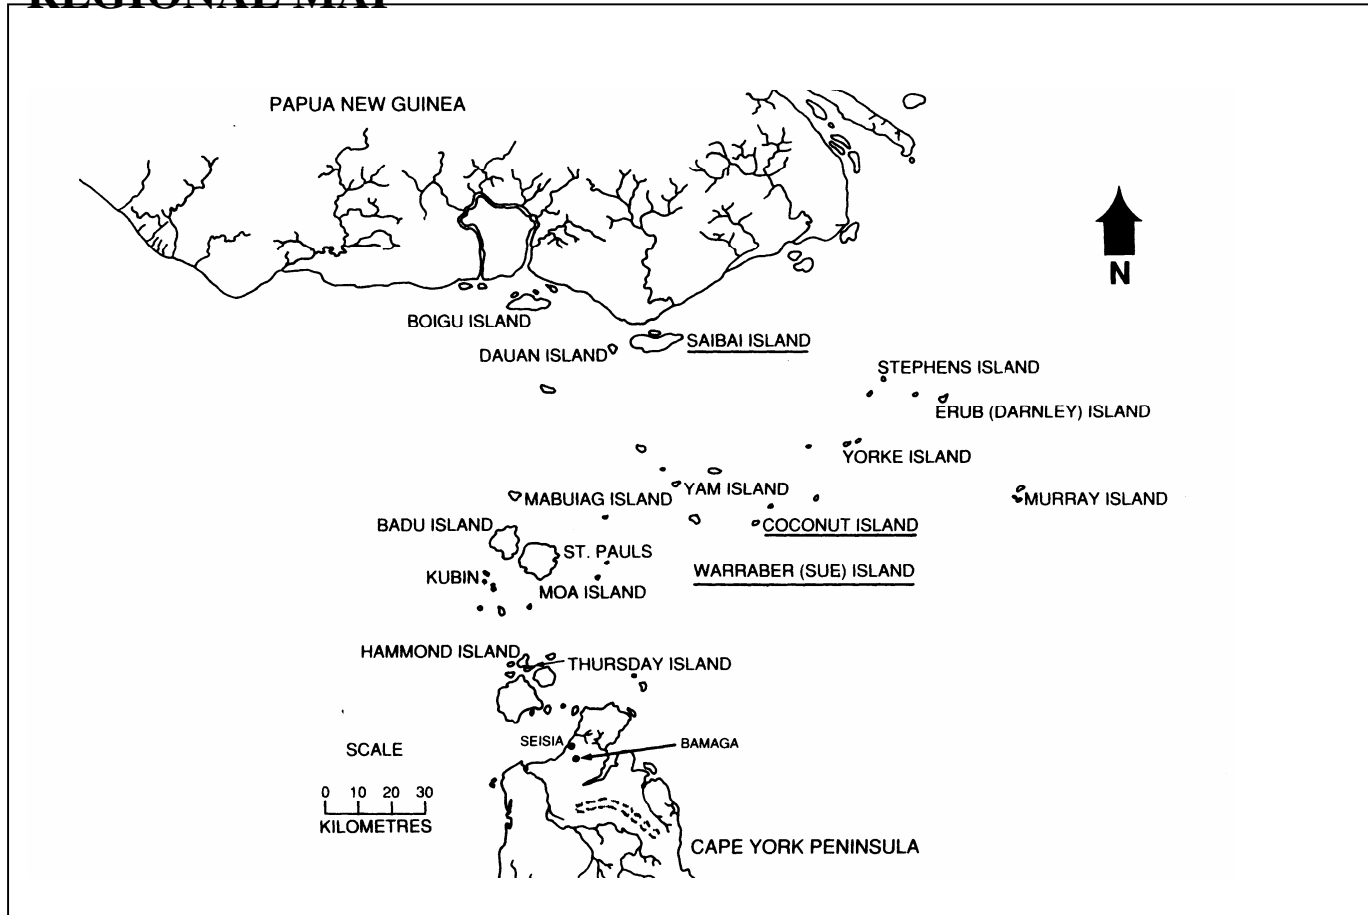 REGIONAL MAP
PAPUA NEW GUINEA
N
BOIGU ISLAND
SAIBAI ISLAND
DAUAN ISLAND
STEPHENS ISLAND
ERUB (DARNLEY) ISLAND
YORKE ISLAND
YAM ISLAND
MABUIAG ISLAND
MURRAY ISLAND
BADU ISLAND
COCONUT ISLAND
ST. PAULS
WARRABER (SUE) ISLAND
KUBIN
MOA ISLAND
HAMMOND ISLAND
THURSDAY ISLAND
SEISIA
BAMAGA
SCALE
0 10 20 30
KILOMETRES
CAPE YORK PENINSULA